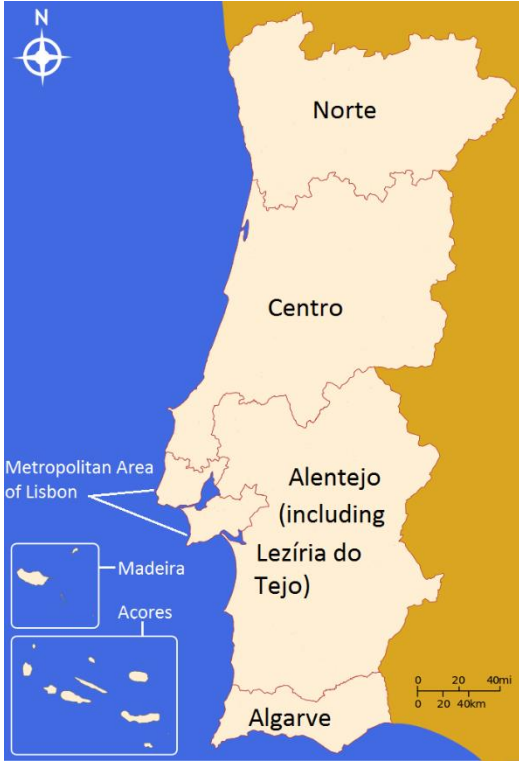 N
Norte
Centro
Metropolitan Area
of Lisbon
Alentejo
(including
Lezíria do
Tejo)
Madeira
Açores
0 20 40mi
0 20 40km
Algarve